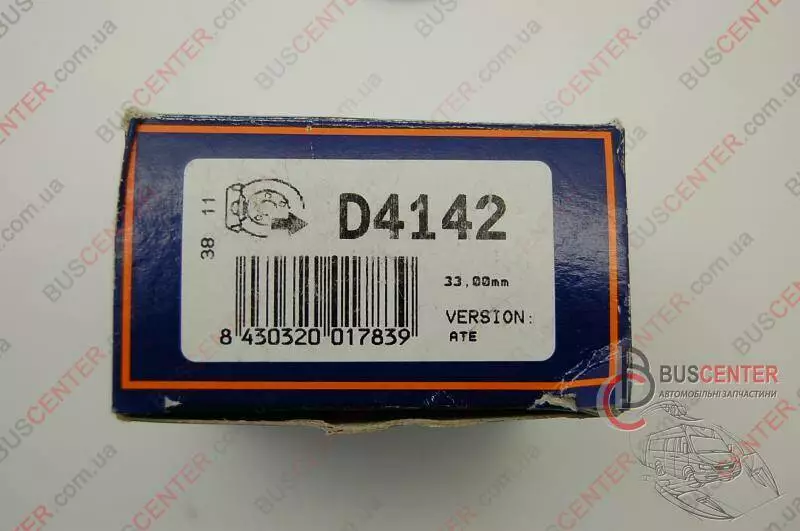 38 11
D4142
33,00mm
8 430320 017839
VERSION:
ATE
BUSCENTER
АВТОМОБІЛЬНІ ЗАПЧАСТИНИ
BUSCENTER.com.ua